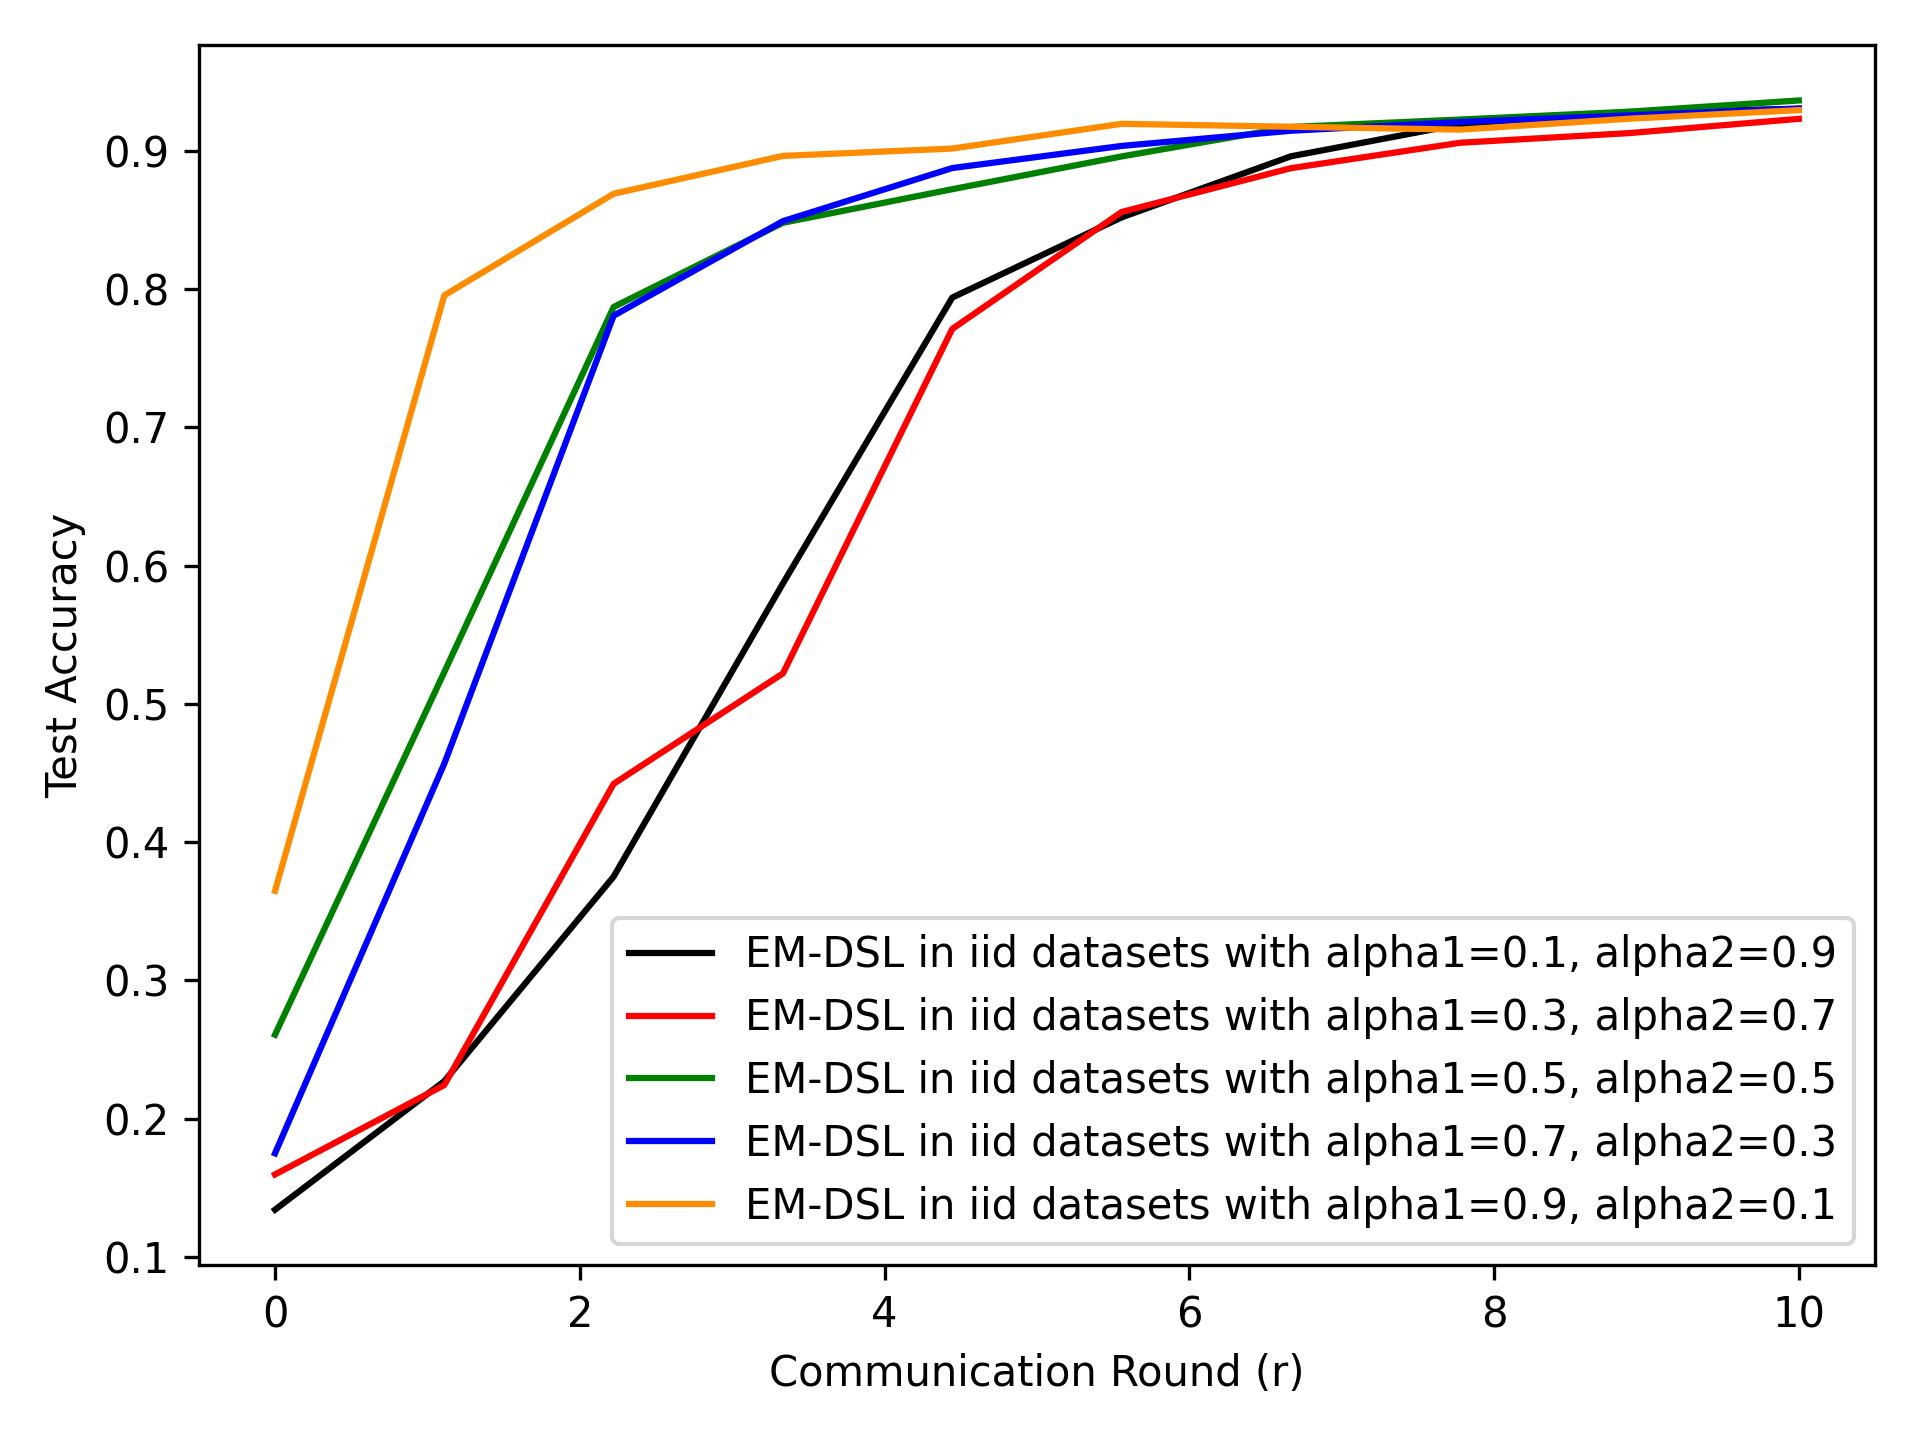 0.9
0.8
0.7
0.6
0.5
0.4
0.3
0.2
0.1
Test Accuracy
EM-DSL in iid datasets with alpha1=0.1, alpha2=0.9
EM-DSL in iid datasets with alpha1=0.3, alpha2=0.7
EM-DSL in iid datasets with alpha1=0.5, alpha2=0.5
EM-DSL in iid datasets with alpha1=0.7, alpha2=0.3
EM-DSL in iid datasets with alpha1=0.9, alpha2=0.1
0 2 4 6 8 10
Communication Round (r)